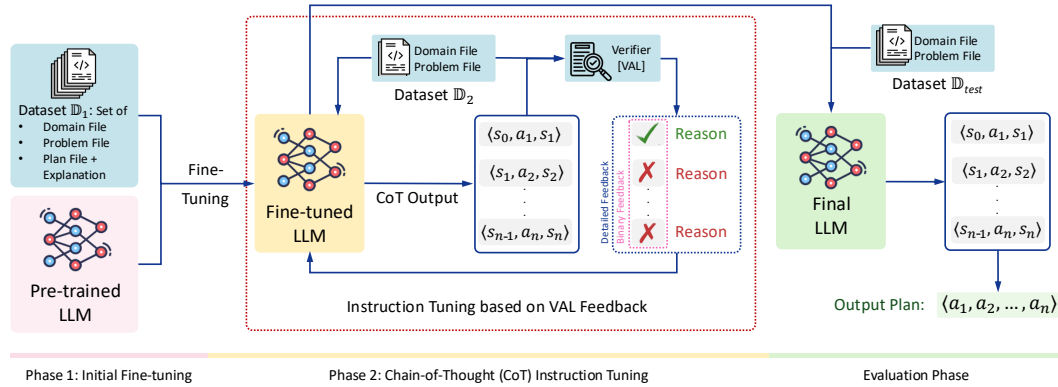 Dataset 𝔻1: Set of
• Domain File
• Problem File
• Plan File +
Explanation
Pre-trained
LLM
Fine-
Tuning
Domain File
Problem File
Dataset 𝔻2
Verifier
[VAL]
Fine-tuned
LLM
CoT Output
⟨s0, a1, s1⟩
⟨s1, a2, s2⟩
.
.
.
⟨sn-1, an, sn⟩
Detailed Feedback
Binary Feedback
✓ Reason
✗ Reason
.
.
.
✗ Reason
Instruction Tuning based on VAL Feedback
Domain File
Problem File
Dataset 𝔻test
Final
LLM
⟨s0, a1, s1⟩
⟨s1, a2, s2⟩
.
.
.
⟨sn-1, an, sn⟩
Output Plan: ⟨a1, a2, ..., an⟩
Phase 1: Initial Fine-tuning
Phase 2: Chain-of-Thought (CoT) Instruction Tuning
Evaluation Phase